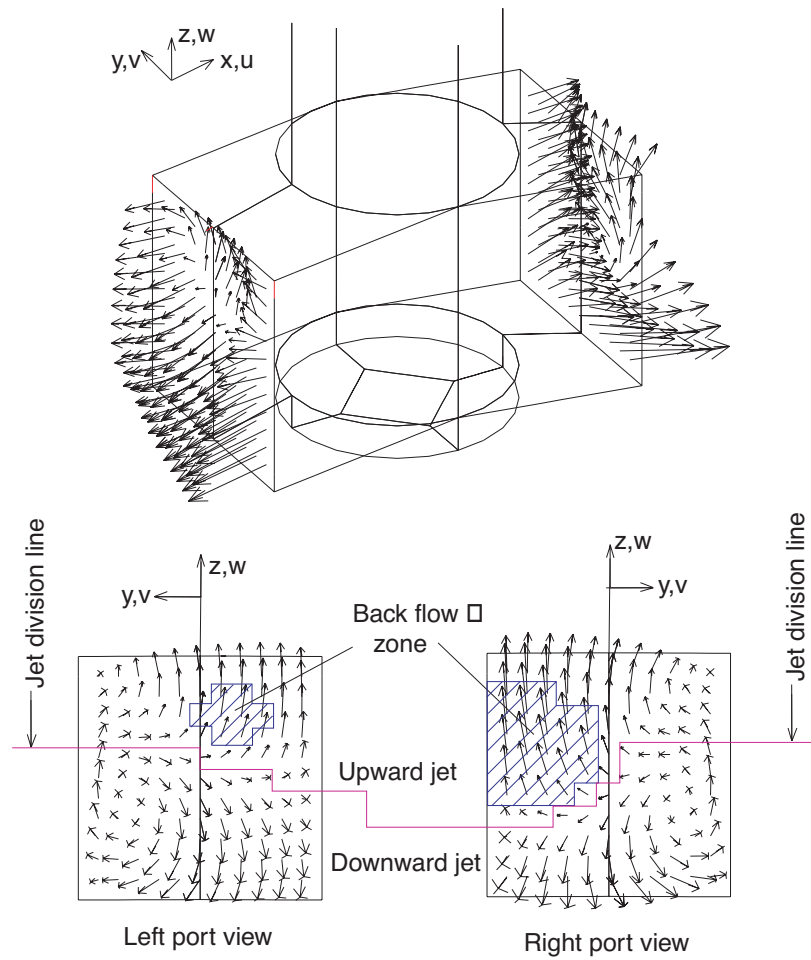 z,w
y,v
x,u
Jet division line
z,w
y,v
Back flow □
zone
z,w
y,v
Jet division line
Upward jet
Downward jet
Left port view
Right port view